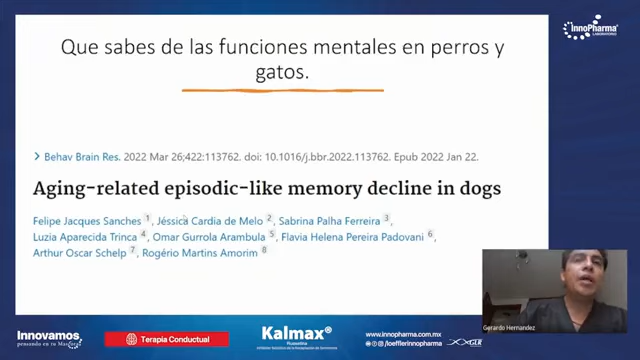 Que sabes de las funciones mentales en perros y
gatos.
InnoPharma
LABORATORIO
Behav Brain Res. 2022 Mar 26;422:113762. doi: 10.1016/j.bbr.2022.113762. Epub 2022 Jan 22.
Aging-related episodic-like memory decline in dogs
Felipe Jacques Sanches 1, Jéssica Cardia de Melo 2, Sabrina Palha Ferreira 3,
Luzia Aparecida Trinca 4, Omar Gurrola Arambula 5, Flavia Helena Pereira Padovani 6,
Arthur Oscar Schelp 7, Rogério Martins Amorim 8
Gerardo Hernandez
Innovamos
pensando en tu Mascota
Terapia Conductual
Kalmax®
Fluoxetina
www.innopharma.com.mx
/loefflerinnopharma